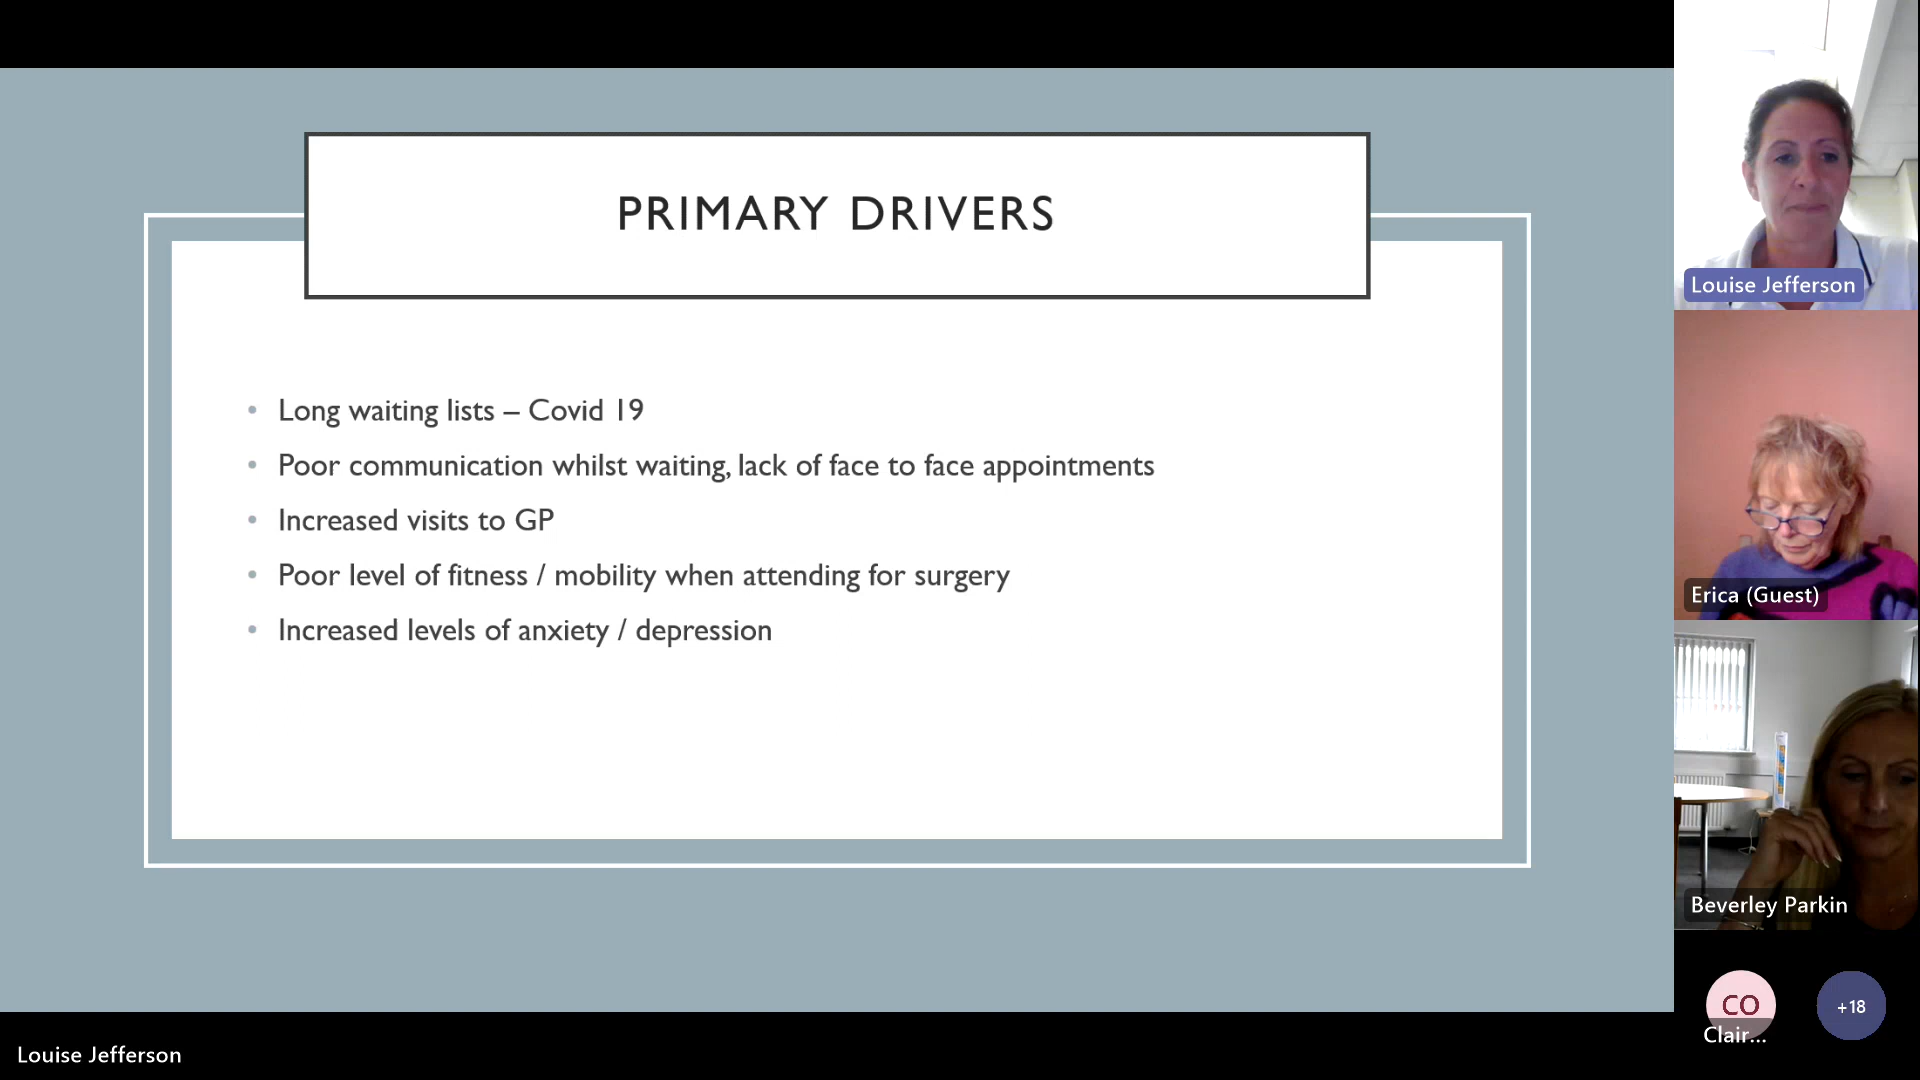 PRIMARY DRIVERS
• Long waiting lists – Covid 19
• Poor communication whilst waiting, lack of face to face appointments
• Increased visits to GP
• Poor level of fitness / mobility when attending for surgery
• Increased levels of anxiety / depression
Louise Jefferson
Erica (Guest)
Beverley Parkin
CO
Clair...
+18
Louise Jefferson